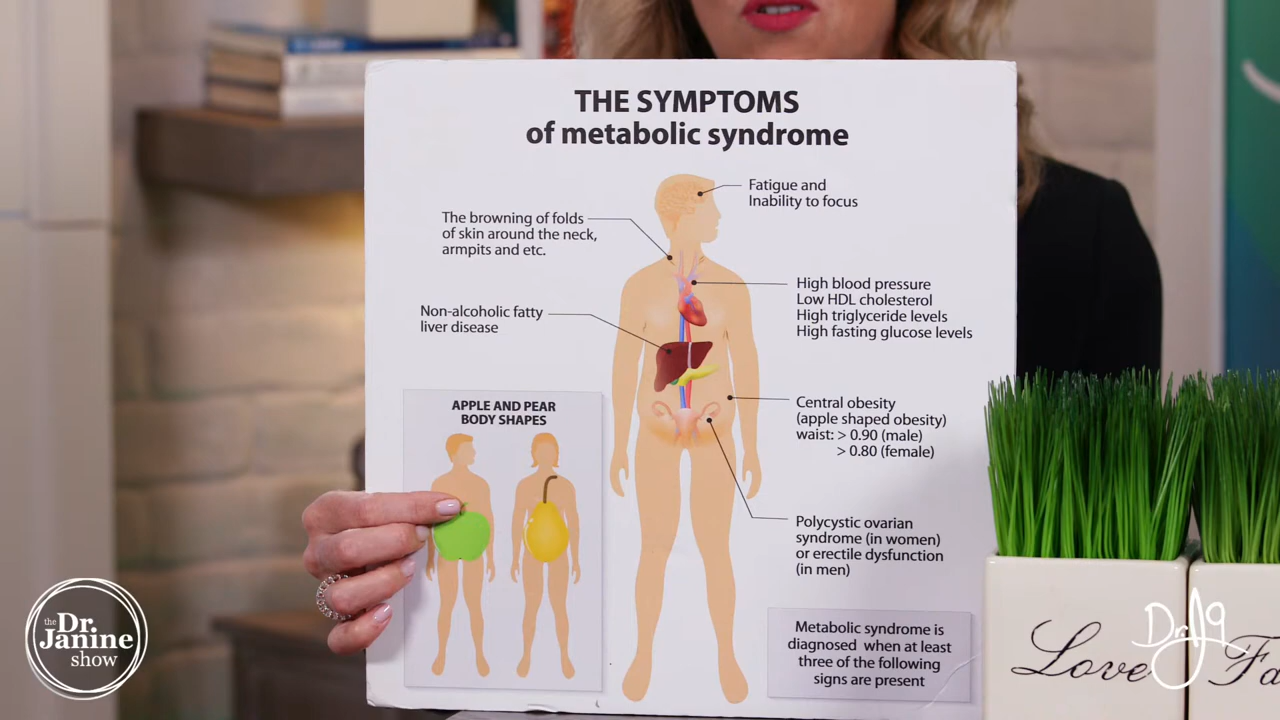 THE SYMPTOMS
of metabolic syndrome
Fatigue and
Inability to focus
The browning of folds
of skin around the neck,
armpits and etc.
High blood pressure
Low HDL cholesterol
High triglyceride levels
High fasting glucose levels
Non-alcoholic fatty
liver disease
Central obesity
(apple shaped obesity)
waist: > 0.90 (male)
> 0.80 (female)
APPLE AND PEAR
BODY SHAPES
Polycystic ovarian
syndrome (in women)
or erectile dysfunction
(in men)
Metabolic syndrome is
diagnosed when at least
three of the following
signs are present
the
Dr.
Janine
show
Love
Fa